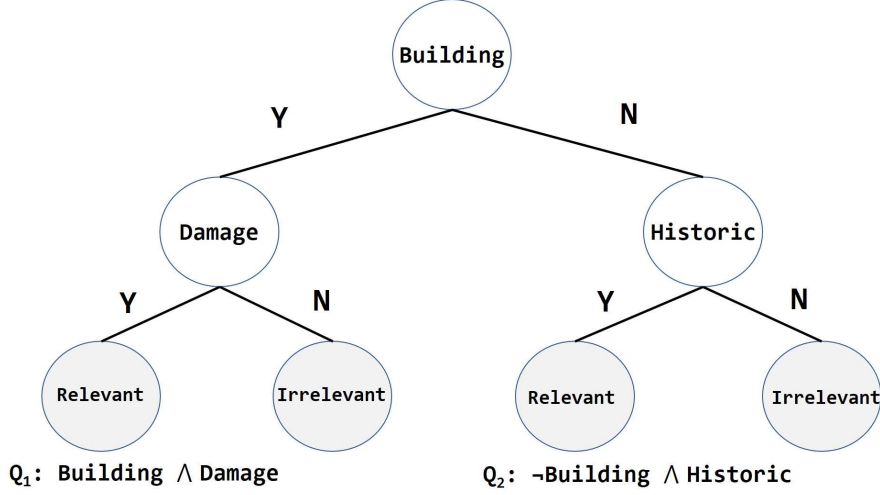 Building
Y
N
Damage
Historic
Y
N
Y
N
Relevant
Irrelevant
Relevant
Irrelevant
Q₁: Building ∧ Damage
Q₂: ¬Building ∧ Historic